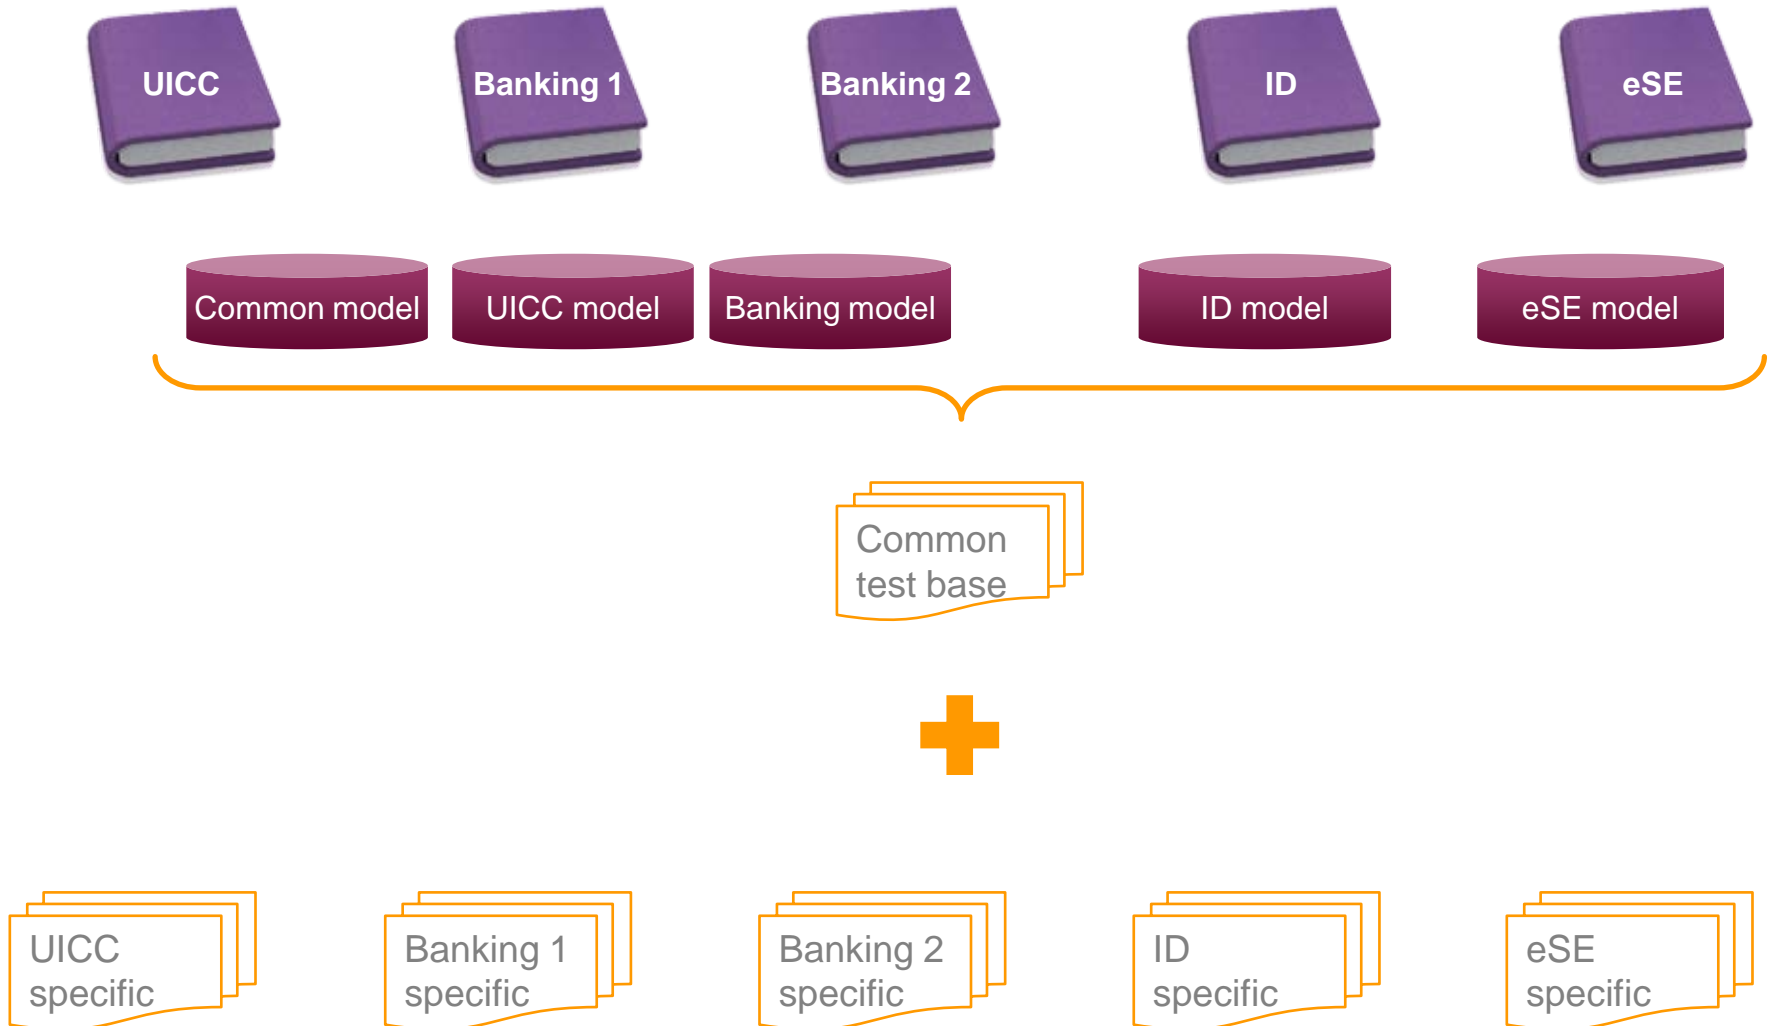 UICC
Banking 1
Banking 2
ID
eSE
Common model
UICC model
Banking model
ID model
eSE model
Common
test base
UICC
specific
Banking 1
specific
Banking 2
specific
ID
specific
eSE
specific